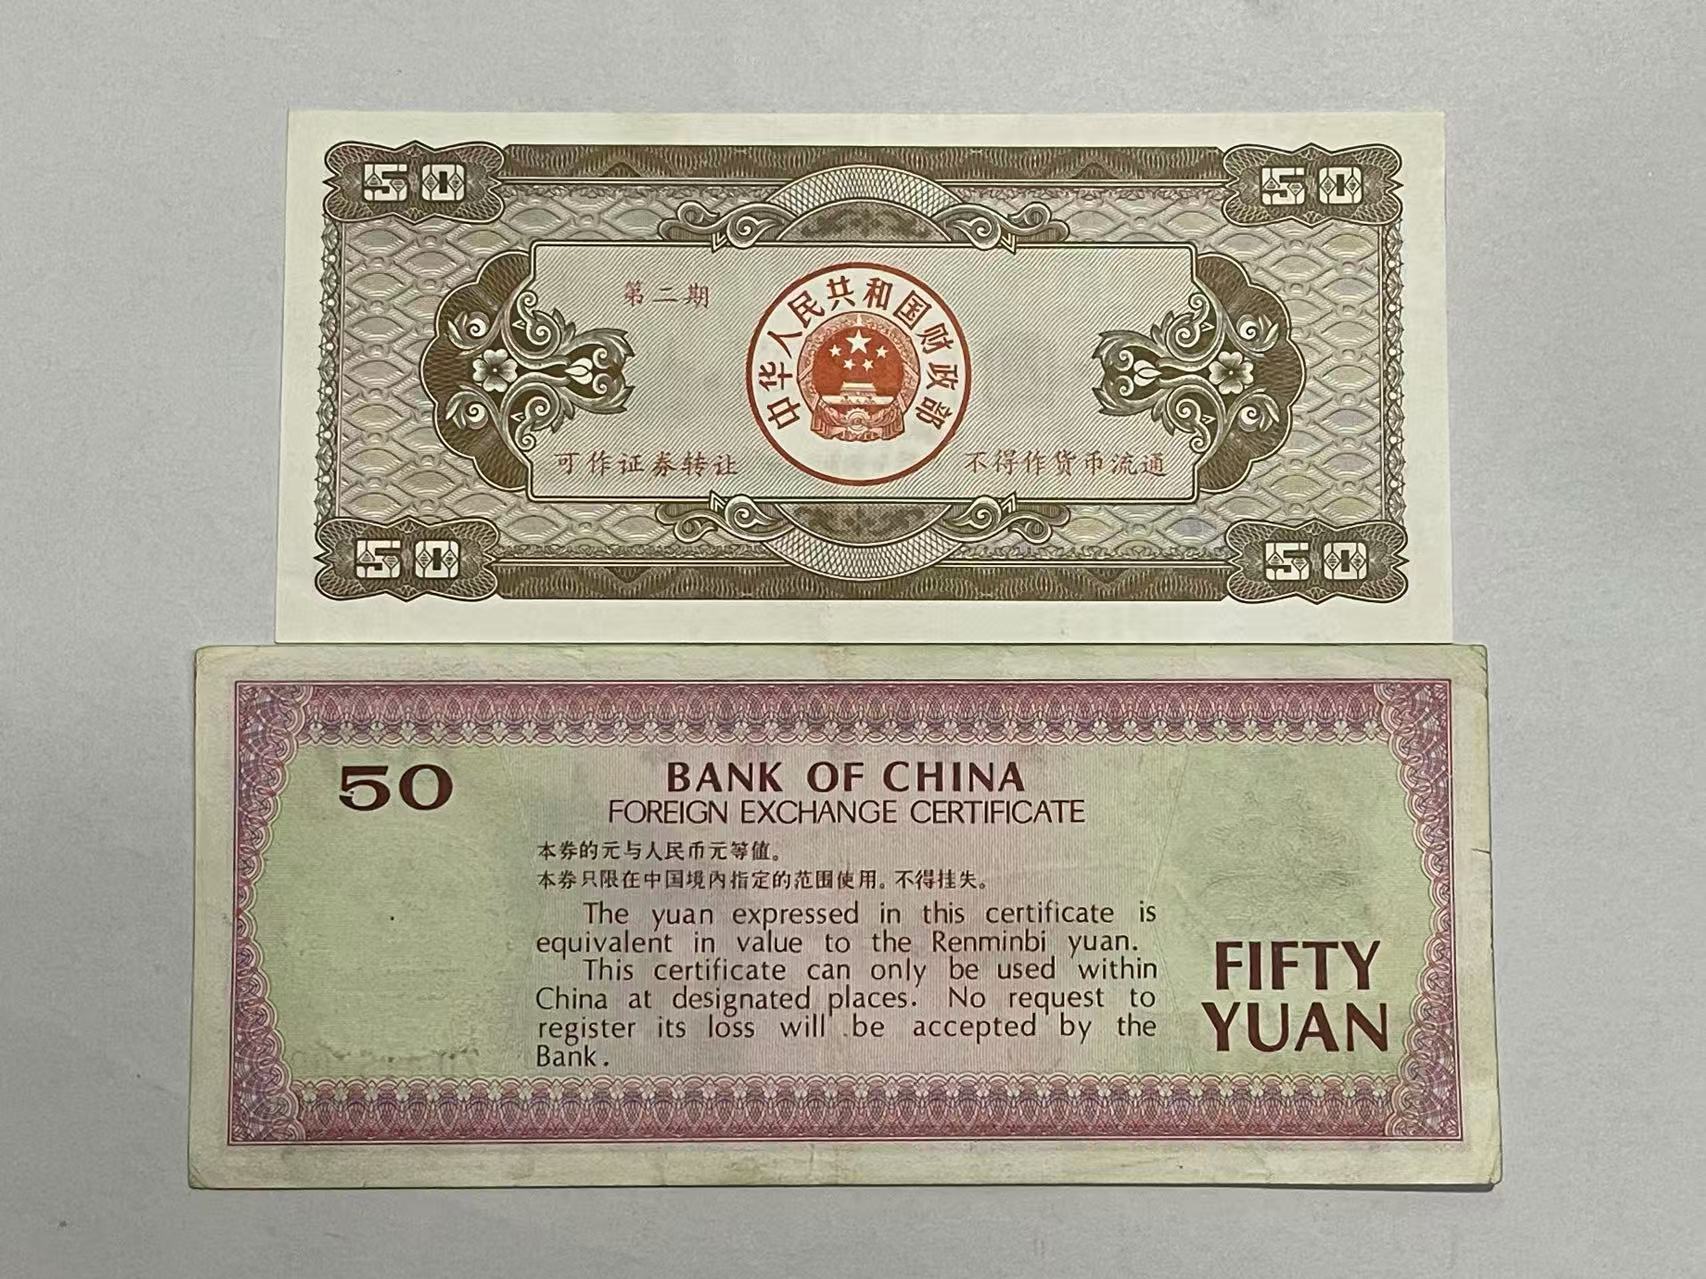 50
50
第二期
中华人民共和国财政部
可作证券转让
不得作货币流通
50
50
50
BANK OF CHINA
FOREIGN EXCHANGE CERTIFICATE
本券的元与人民币元等值。
本券只限在中国境内指定的范围使用。不得挂失。
The yuan expressed in this certificate is
equivalent in value to the Renminbi yuan.
This certificate can only be used within
China at designated places. No request to
register its loss will be accepted by the
Bank.
FIFTY
YUAN